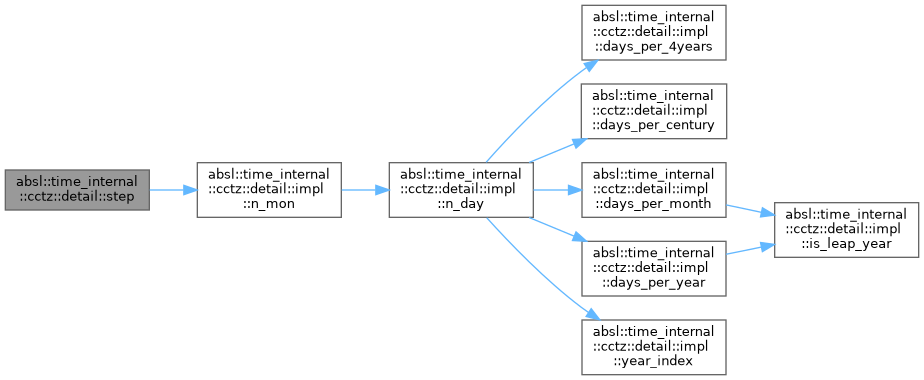 absl::time_internal
::cctz::detail::step
absl::time_internal
::cctz::detail::impl
::n_mon
absl::time_internal
::cctz::detail::impl
::n_day
absl::time_internal
::cctz::detail::impl
::days_per_4years
absl::time_internal
::cctz::detail::impl
::days_per_century
absl::time_internal
::cctz::detail::impl
::days_per_month
absl::time_internal
::cctz::detail::impl
::days_per_year
absl::time_internal
::cctz::detail::impl
::year_index
absl::time_internal
::cctz::detail::impl
::is_leap_year